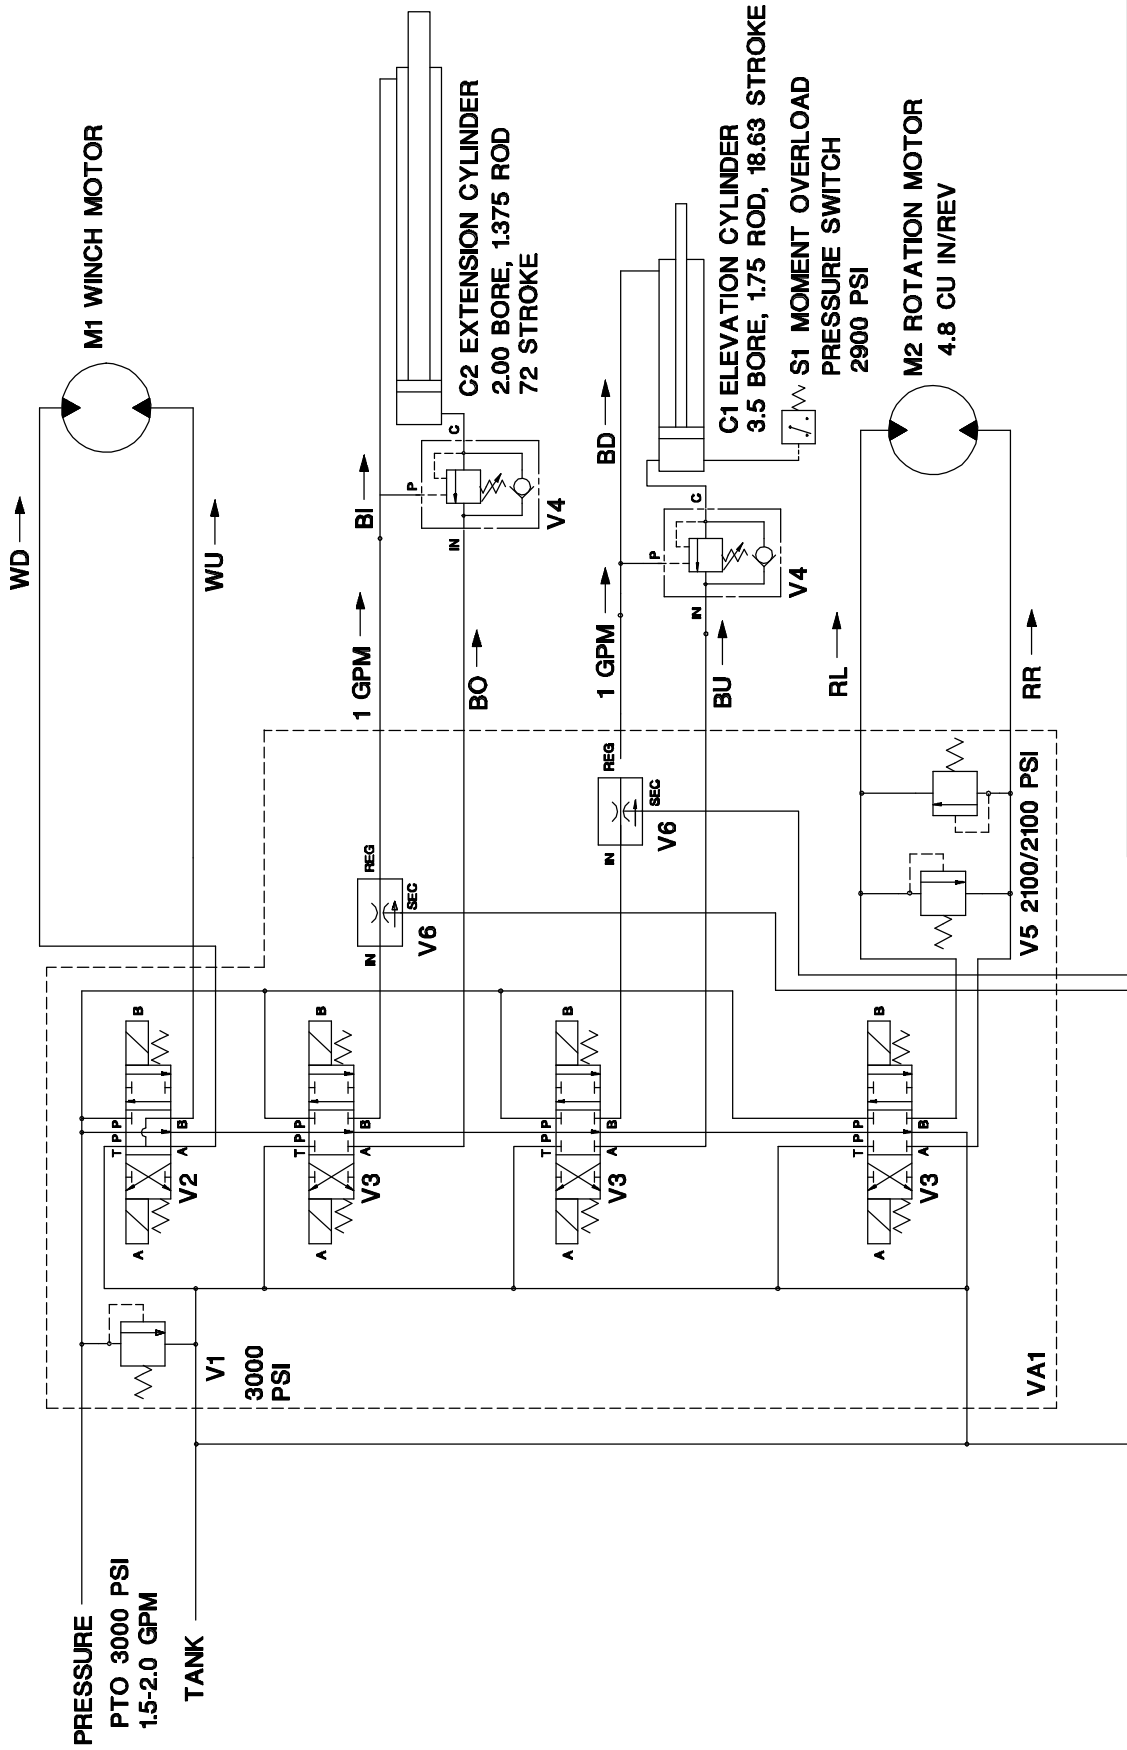 WD
WU
M1 WINCH MOTOR
BI
1 GPM
BO
P
C
IN
V4
C2 EXTENSION CYLINDER
2.00 BORE, 1.375 ROD
72 STROKE
BD
1 GPM
BU
P
C
IN
V4
C1 ELEVATION CYLINDER
3.5 BORE, 1.75 ROD, 18.63 STROKE
S1 MOMENT OVERLOAD
PRESSURE SWITCH
2900 PSI
M2 ROTATION MOTOR
4.8 CU IN/REV
RL
RR
REG
SEC
IN
V6
REG
SEC
IN
V6
V5 2100/2100 PSI
B
T P P
A B
A
V2
B
T P P
A B
A
V3
B
T P P
A B
A
V3
B
T P P
A B
A
V3
V1
3000
PSI
VA1
PRESSURE
PTO 3000 PSI
1.5-2.0 GPM
TANK